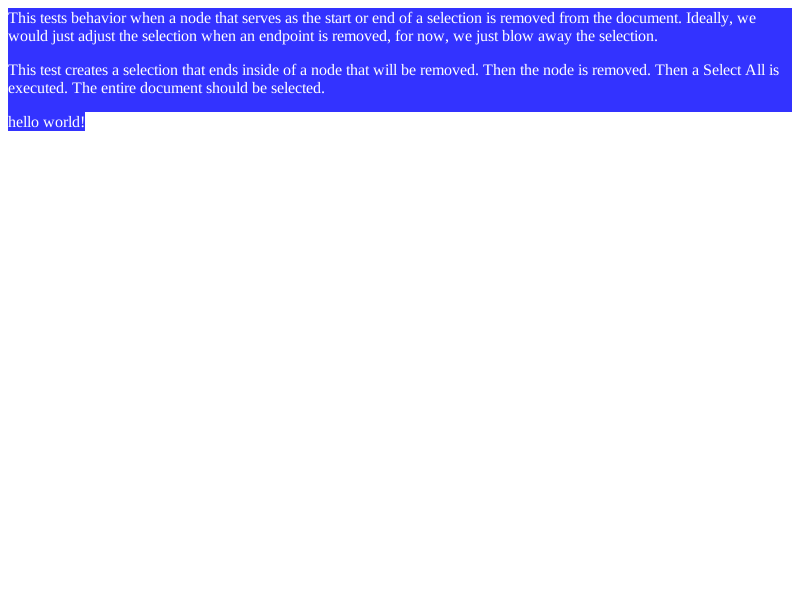 This tests behavior when a node that serves as the start or end of a selection is removed from the document. Ideally, we
would just adjust the selection when an endpoint is removed, for now, we just blow away the selection.
This test creates a selection that ends inside of a node that will be removed. Then the node is removed. Then a Select All is
executed. The entire document should be selected.
hello world!